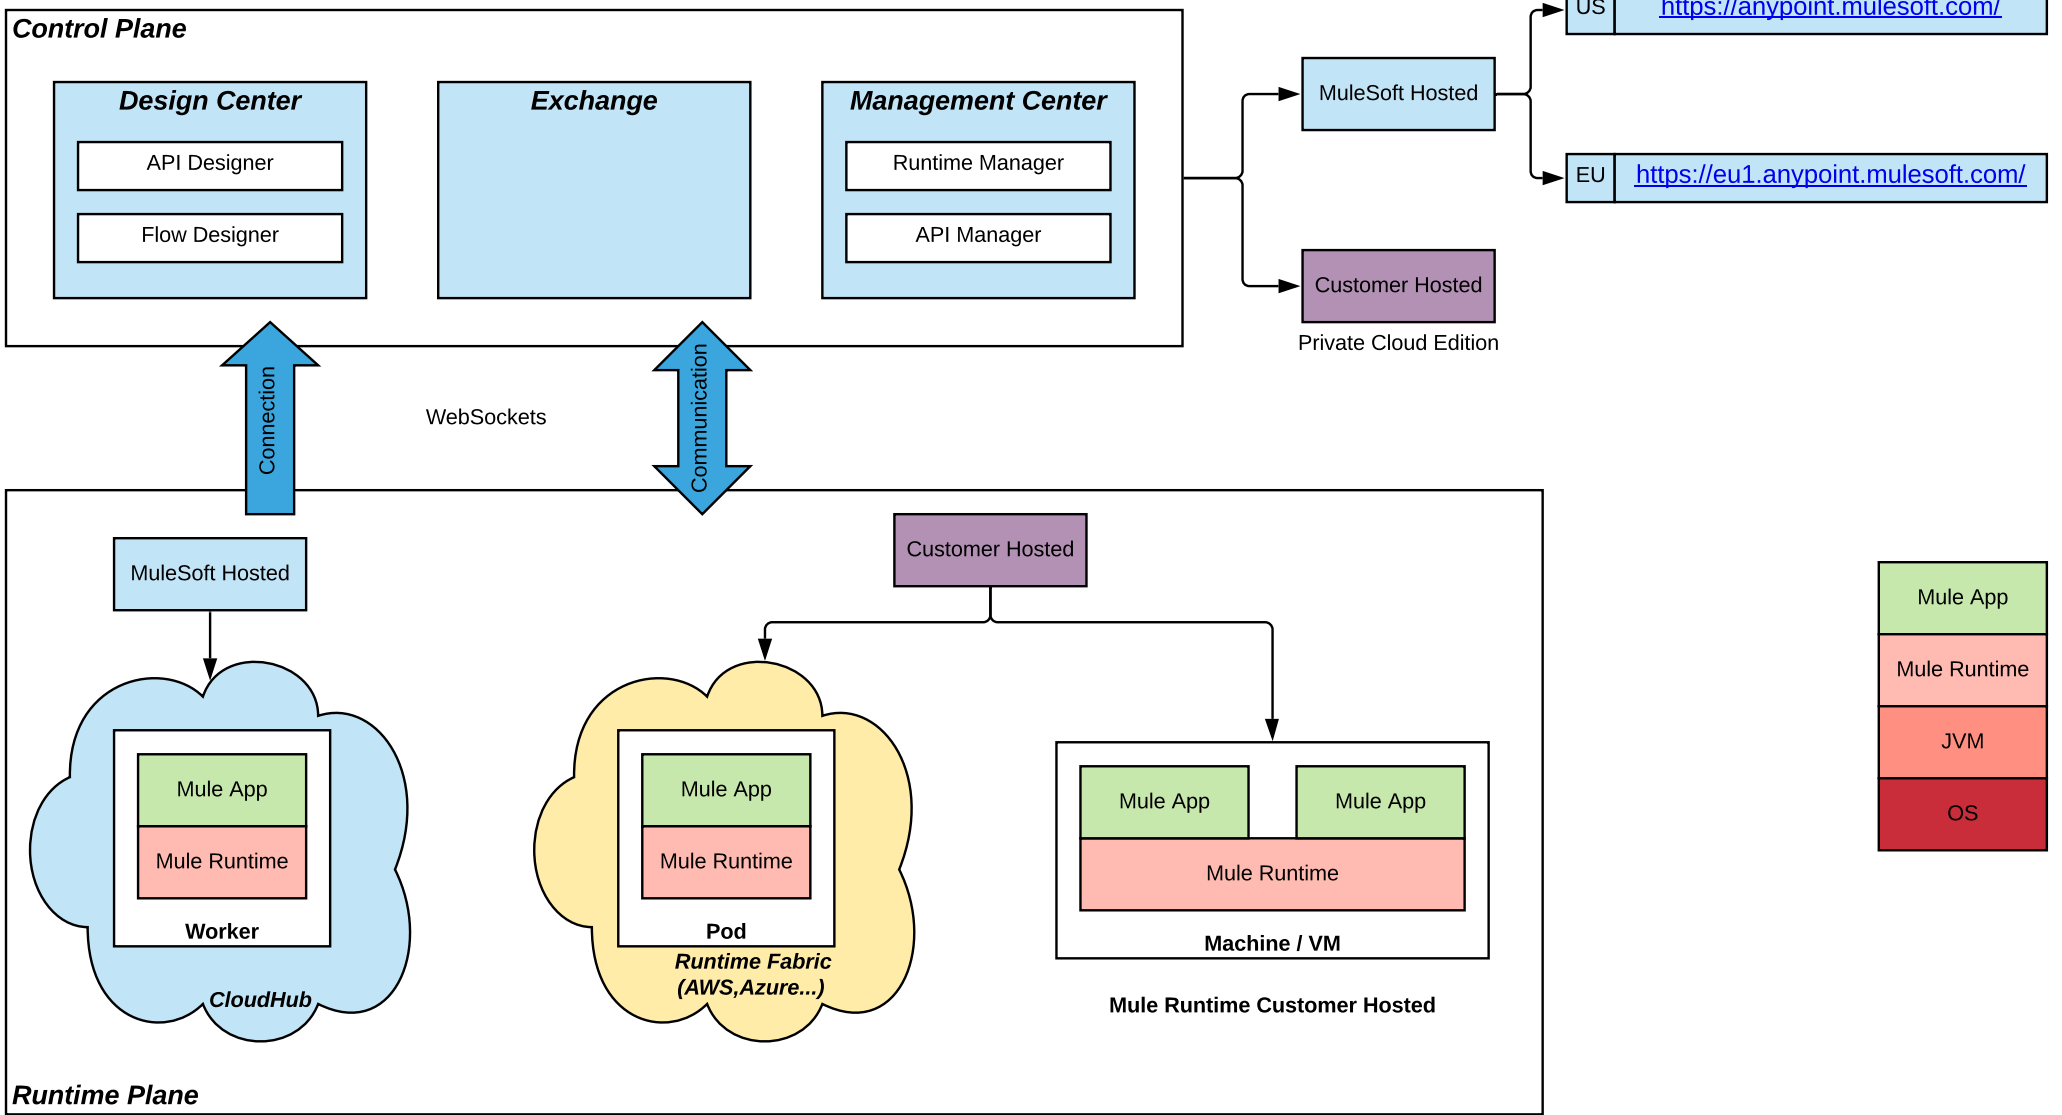 Control Plane
Design Center
API Designer
Flow Designer
Exchange
Management Center
Runtime Manager
API Manager
MuleSoft Hosted
US
https://anypoint.mulesoft.com/
EU
https://eu1.anypoint.mulesoft.com/
Customer Hosted
Private Cloud Edition
Connection
WebSockets
Communication
MuleSoft Hosted
Mule App
Mule Runtime
Worker
CloudHub
Customer Hosted
Mule App
Mule Runtime
Pod
Runtime Fabric
(AWS,Azure...)
Mule App
Mule App
Mule Runtime
Machine / VM
Mule Runtime Customer Hosted
Runtime Plane
Mule App
Mule Runtime
JVM
OS